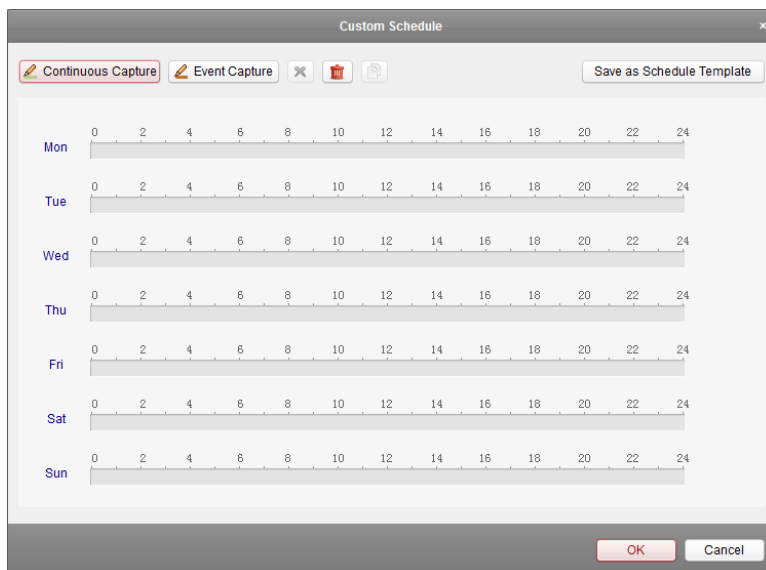 Custom Schedule ×
Continuous Capture Event Capture Save as Schedule Template
0 2 4 6 8 10 12 14 16 18 20 22 24
Mon
0 2 4 6 8 10 12 14 16 18 20 22 24
Tue
0 2 4 6 8 10 12 14 16 18 20 22 24
Wed
0 2 4 6 8 10 12 14 16 18 20 22 24
Thu
0 2 4 6 8 10 12 14 16 18 20 22 24
Fri
0 2 4 6 8 10 12 14 16 18 20 22 24
Sat
0 2 4 6 8 10 12 14 16 18 20 22 24
Sun
OK Cancel